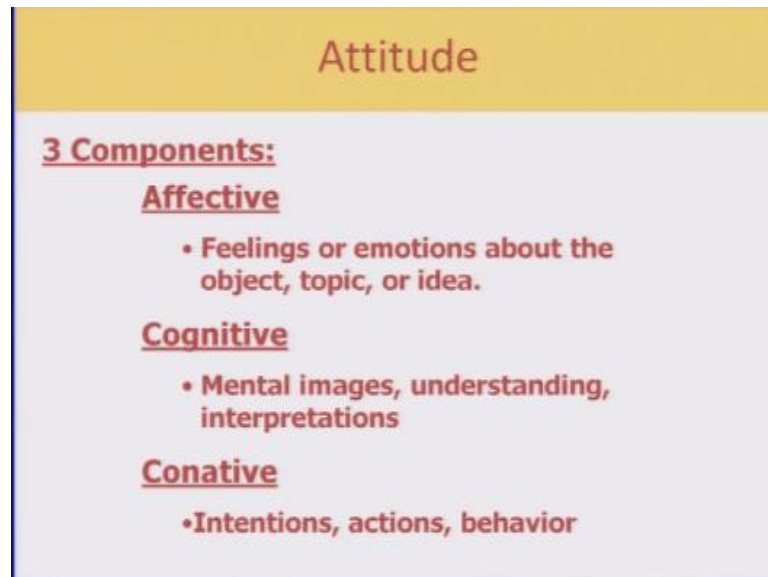 Attitude
3 Components:
Affective
• Feelings or emotions about the
object, topic, or idea.
Cognitive
• Mental images, understanding,
interpretations
Conative
•Intentions, actions, behavior